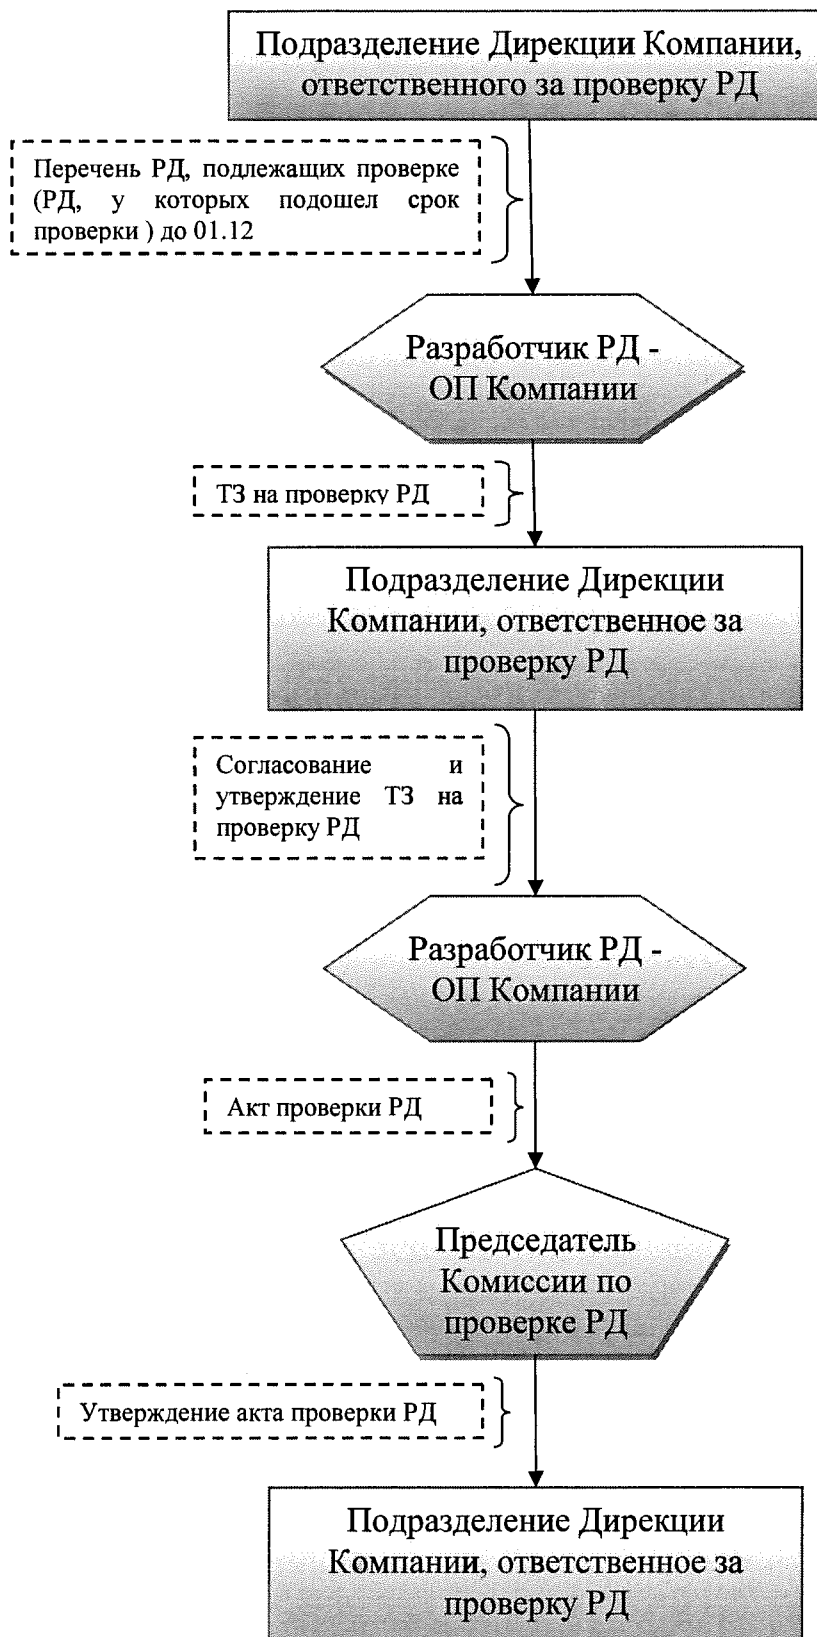 Подразделение Дирекции Компании,
ответственного за проверку РД
Перечень РД, подлежащих проверке
(РД, у которых подошел срок
проверки ) до 01.12
Разработчик РД -
ОП Компании
ТЗ на проверку РД
Подразделение Дирекции
Компании, ответственное за
проверку РД
Согласование и
утверждение ТЗ на
проверку РД
Разработчик РД -
ОП Компании
Акт проверки РД
Председатель
Комиссии по
проверке РД
Утверждение акта проверки РД
Подразделение Дирекции
Компании, ответственное за
проверку РД